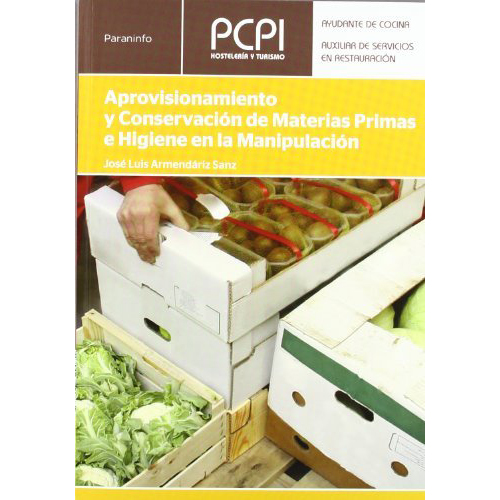 Paraninfo
PCPI
HOSTELERÍA Y TURISMO
AYUDANTE DE COCINA
AUXILIAR DE SERVICIOS
EN RESTAURACIÓN
Aprovisionamiento
y Conservación de Materias Primas
e Higiene en la Manipulación
José Luis Armendáriz Sanz